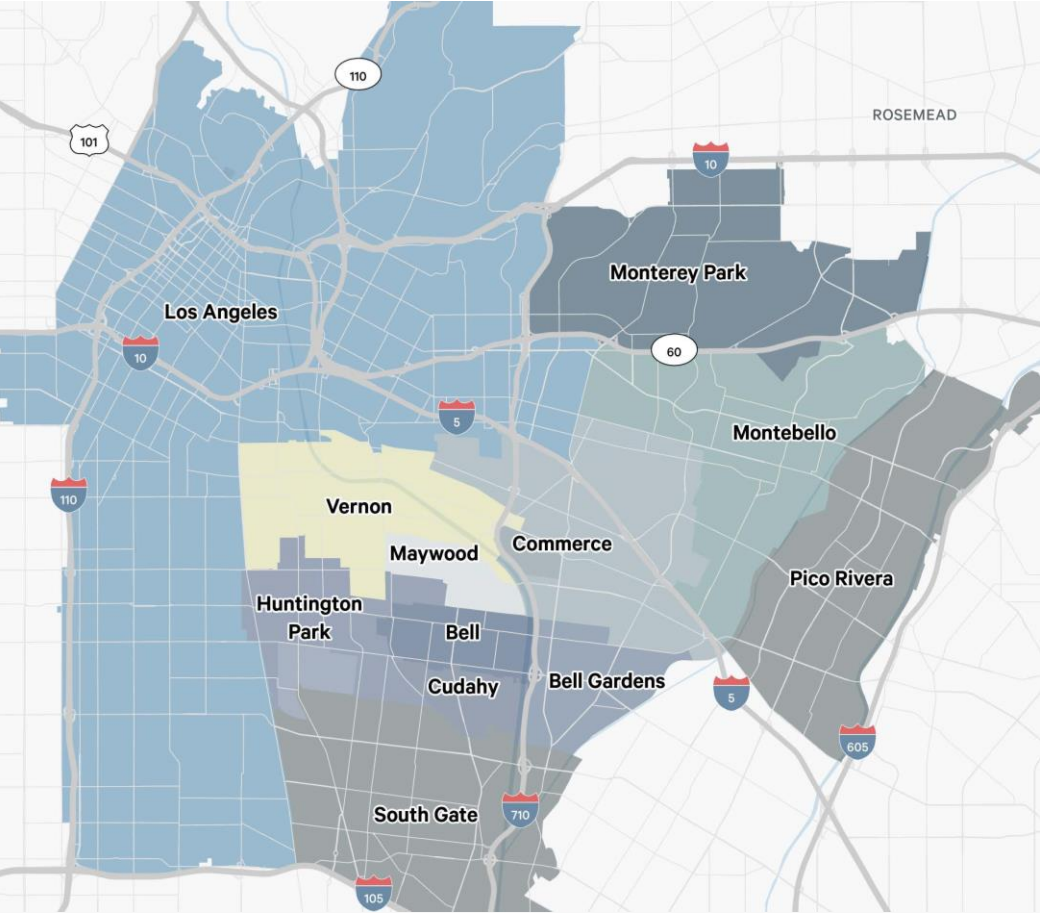 110
101
ROSEMEAD
10
Monterey Park
Los Angeles
10
60
5
Montebello
110
Vernon
Commerce
Maywood
Pico Rivera
Huntington
Park
Bell
Cudahy
Bell Gardens
5
605
South Gate
710
105